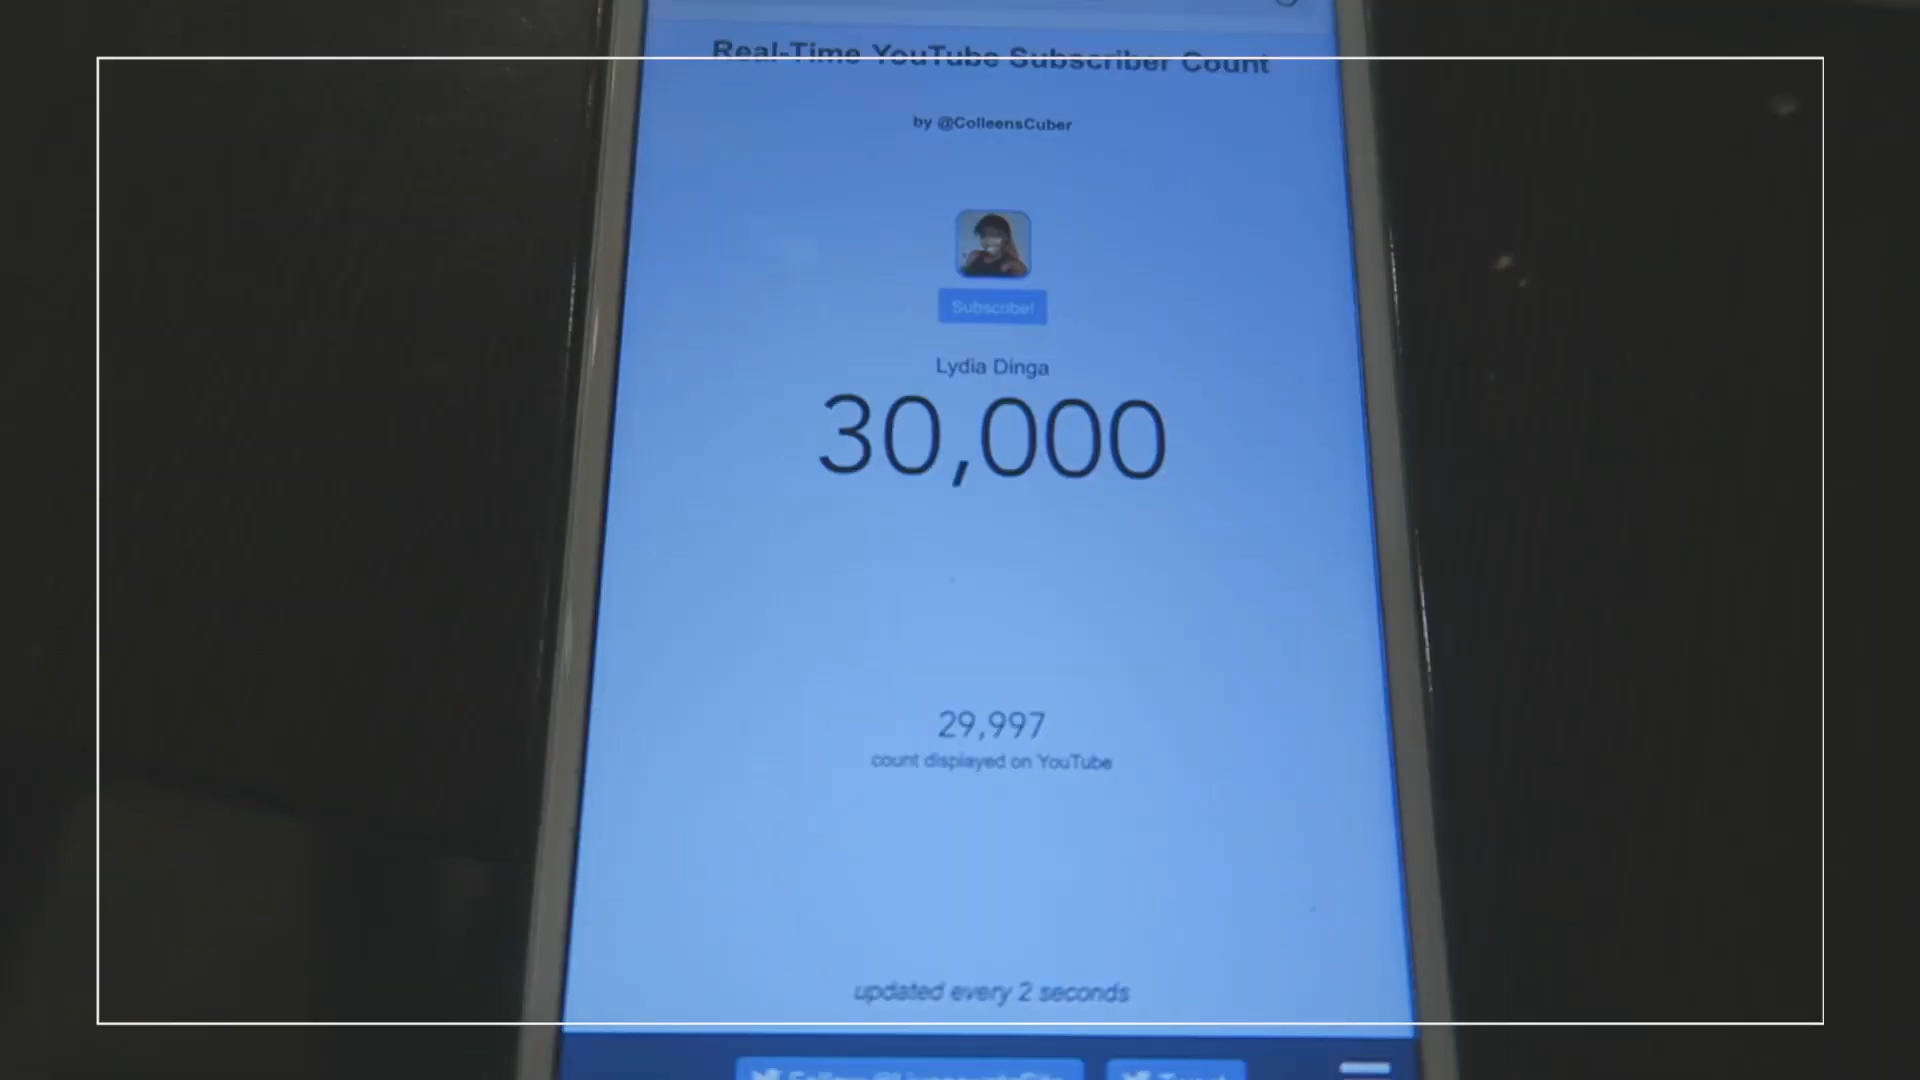 Real-Time YouTube Subscriber Count
by @ColleensCuber
Subscribe!
Lydia Dinga
30,000
29,997
count displayed on YouTube
updated every 2 seconds